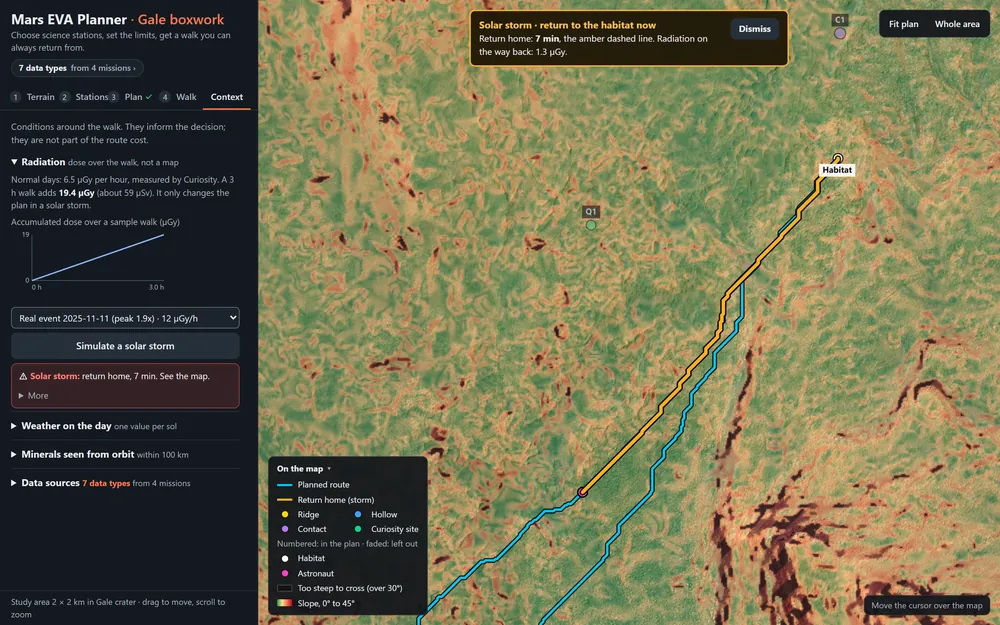 Mars EVA Planner · Gale boxwork
Choose science stations, set the limits, get a walk you can
always return from.
7 data types from 4 missions ›
1 Terrain 2 Stations 3 Plan ✓ 4 Walk Context
Conditions around the walk. They inform the decision;
they are not part of the route cost.
▼ Radiation dose over the walk, not a map
Normal days: 6.5 µGy per hour, measured by Curiosity. A 3
h walk adds 19.4 µGy (about 59 µSv). It only changes the
plan in a solar storm.
Accumulated dose over a sample walk (µGy)
19
0
0 h 3.0 h
Real event 2025-11-11 (peak 1.9x) · 12 µGy/h
Simulate a solar storm
⚠ Solar storm: return home, 7 min. See the map.
▶ More
▶ Weather on the day one value per sol
▶ Minerals seen from orbit within 100 km
▶ Data sources 7 data types from 4 missions
Study area 2 × 2 km in Gale crater · drag to move, scroll to
zoom
Solar storm · return to the habitat now
Return home: 7 min, the amber dashed line. Radiation on
the way back: 1.3 µGy.
Dismiss
C1
Fit plan Whole area
Habitat
Q1
On the map ▾
Planned route
Return home (storm)
Ridge Hollow
Contact Curiosity site
Numbered: in the plan · faded: left out
Habitat
Astronaut
Too steep to cross (over 30°)
Slope, 0° to 45°
Move the cursor over the map